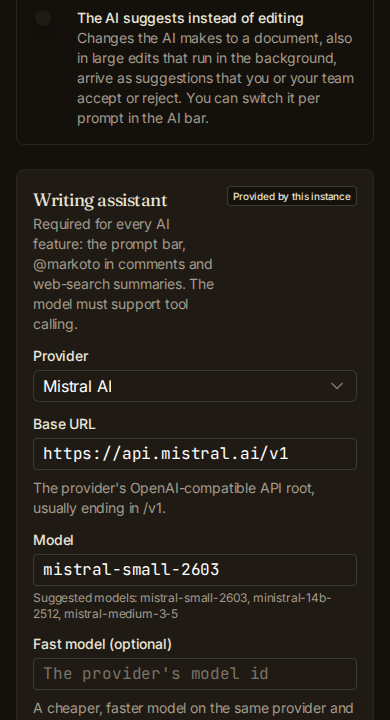 The AI suggests instead of editing
Changes the AI makes to a document, also
in large edits that run in the background,
arrive as suggestions that you or your team
accept or reject. You can switch it per
prompt in the AI bar.
Writing assistant
Provided by this instance
Required for every AI
feature: the prompt bar,
@markoto in comments and
web-search summaries. The
model must support tool
calling.
Provider
Mistral AI
Base URL
https://api.mistral.ai/v1
The provider's OpenAI-compatible API root,
usually ending in /v1.
Model
mistral-small-2603
Suggested models: mistral-small-2603, ministral-14b-
2512, mistral-medium-3-5
Fast model (optional)
The provider's model id
A cheaper, faster model on the same provider and